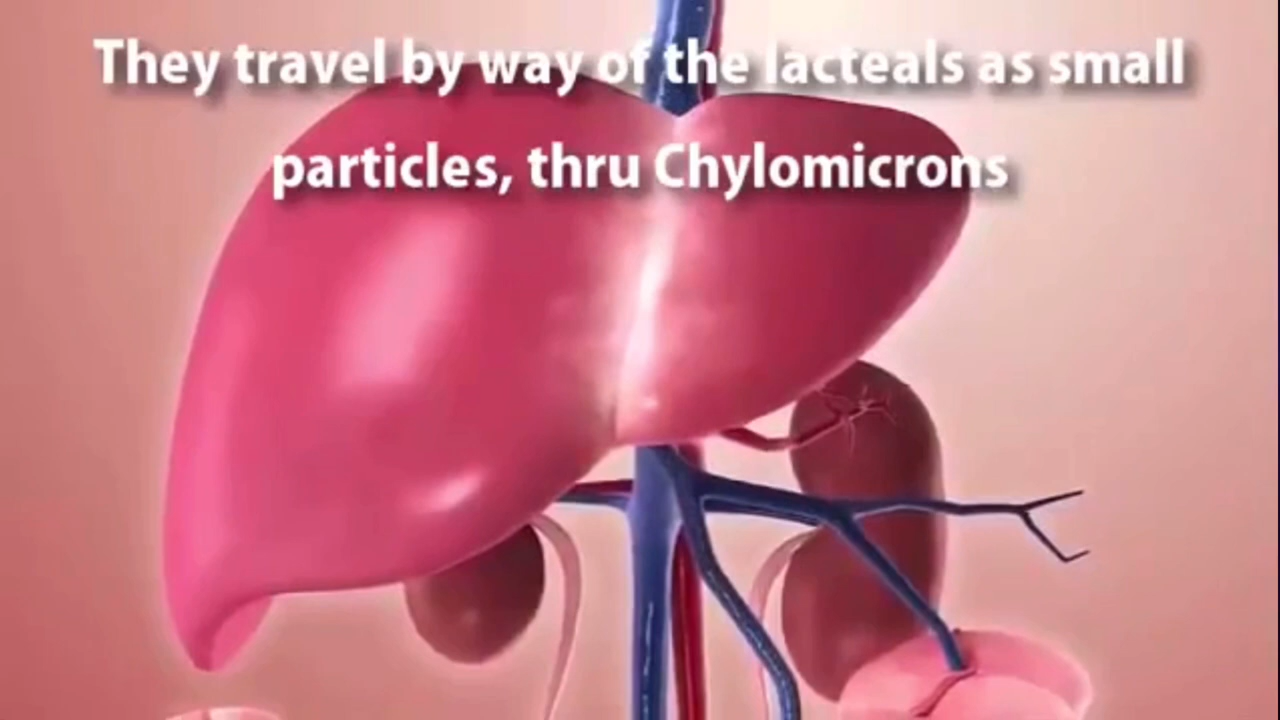 They travel by way of the lacteals as small
particles, thru Chylomicrons